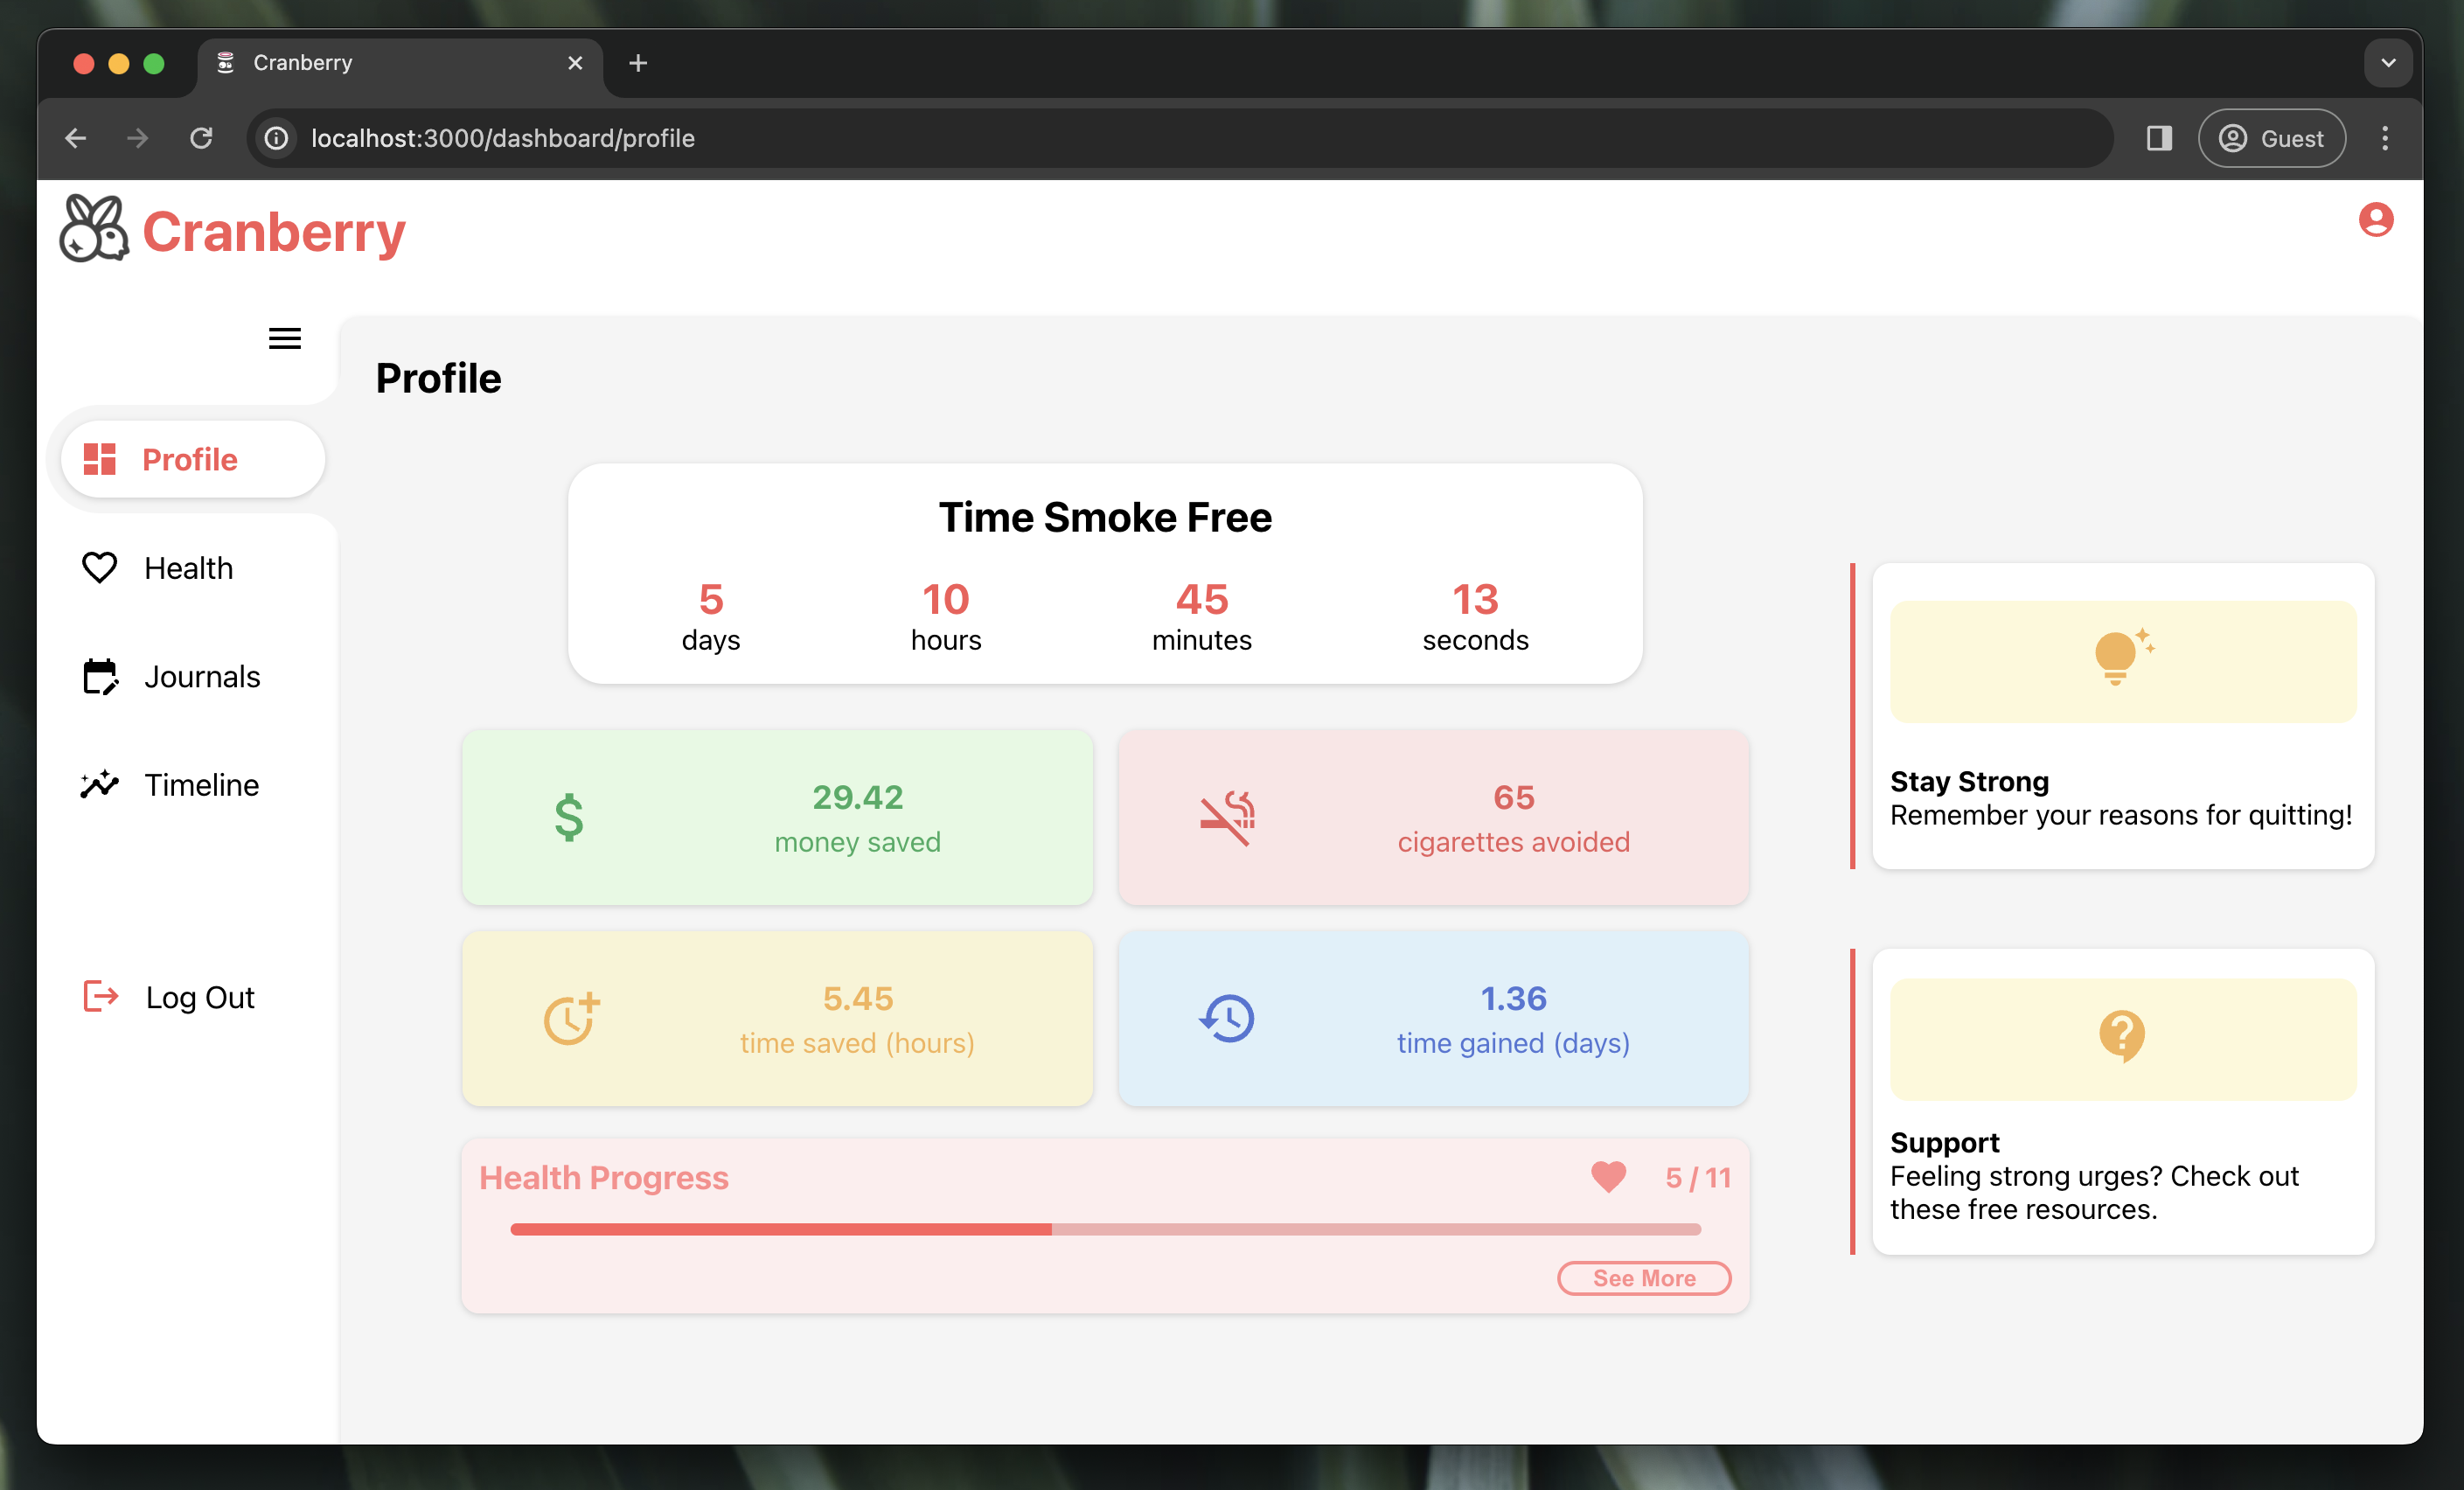 Cranberry
localhost:3000/dashboard/profile
Guest
Cranberry
Profile
Health
Journals
Timeline
Log Out
Profile
Time Smoke Free
5
days
10
hours
45
minutes
13
seconds
$
29.42
money saved
65
cigarettes avoided
5.45
time saved (hours)
1.36
time gained (days)
Health Progress
5 / 11
See More
Stay Strong
Remember your reasons for quitting!
Support
Feeling strong urges? Check out
these free resources.